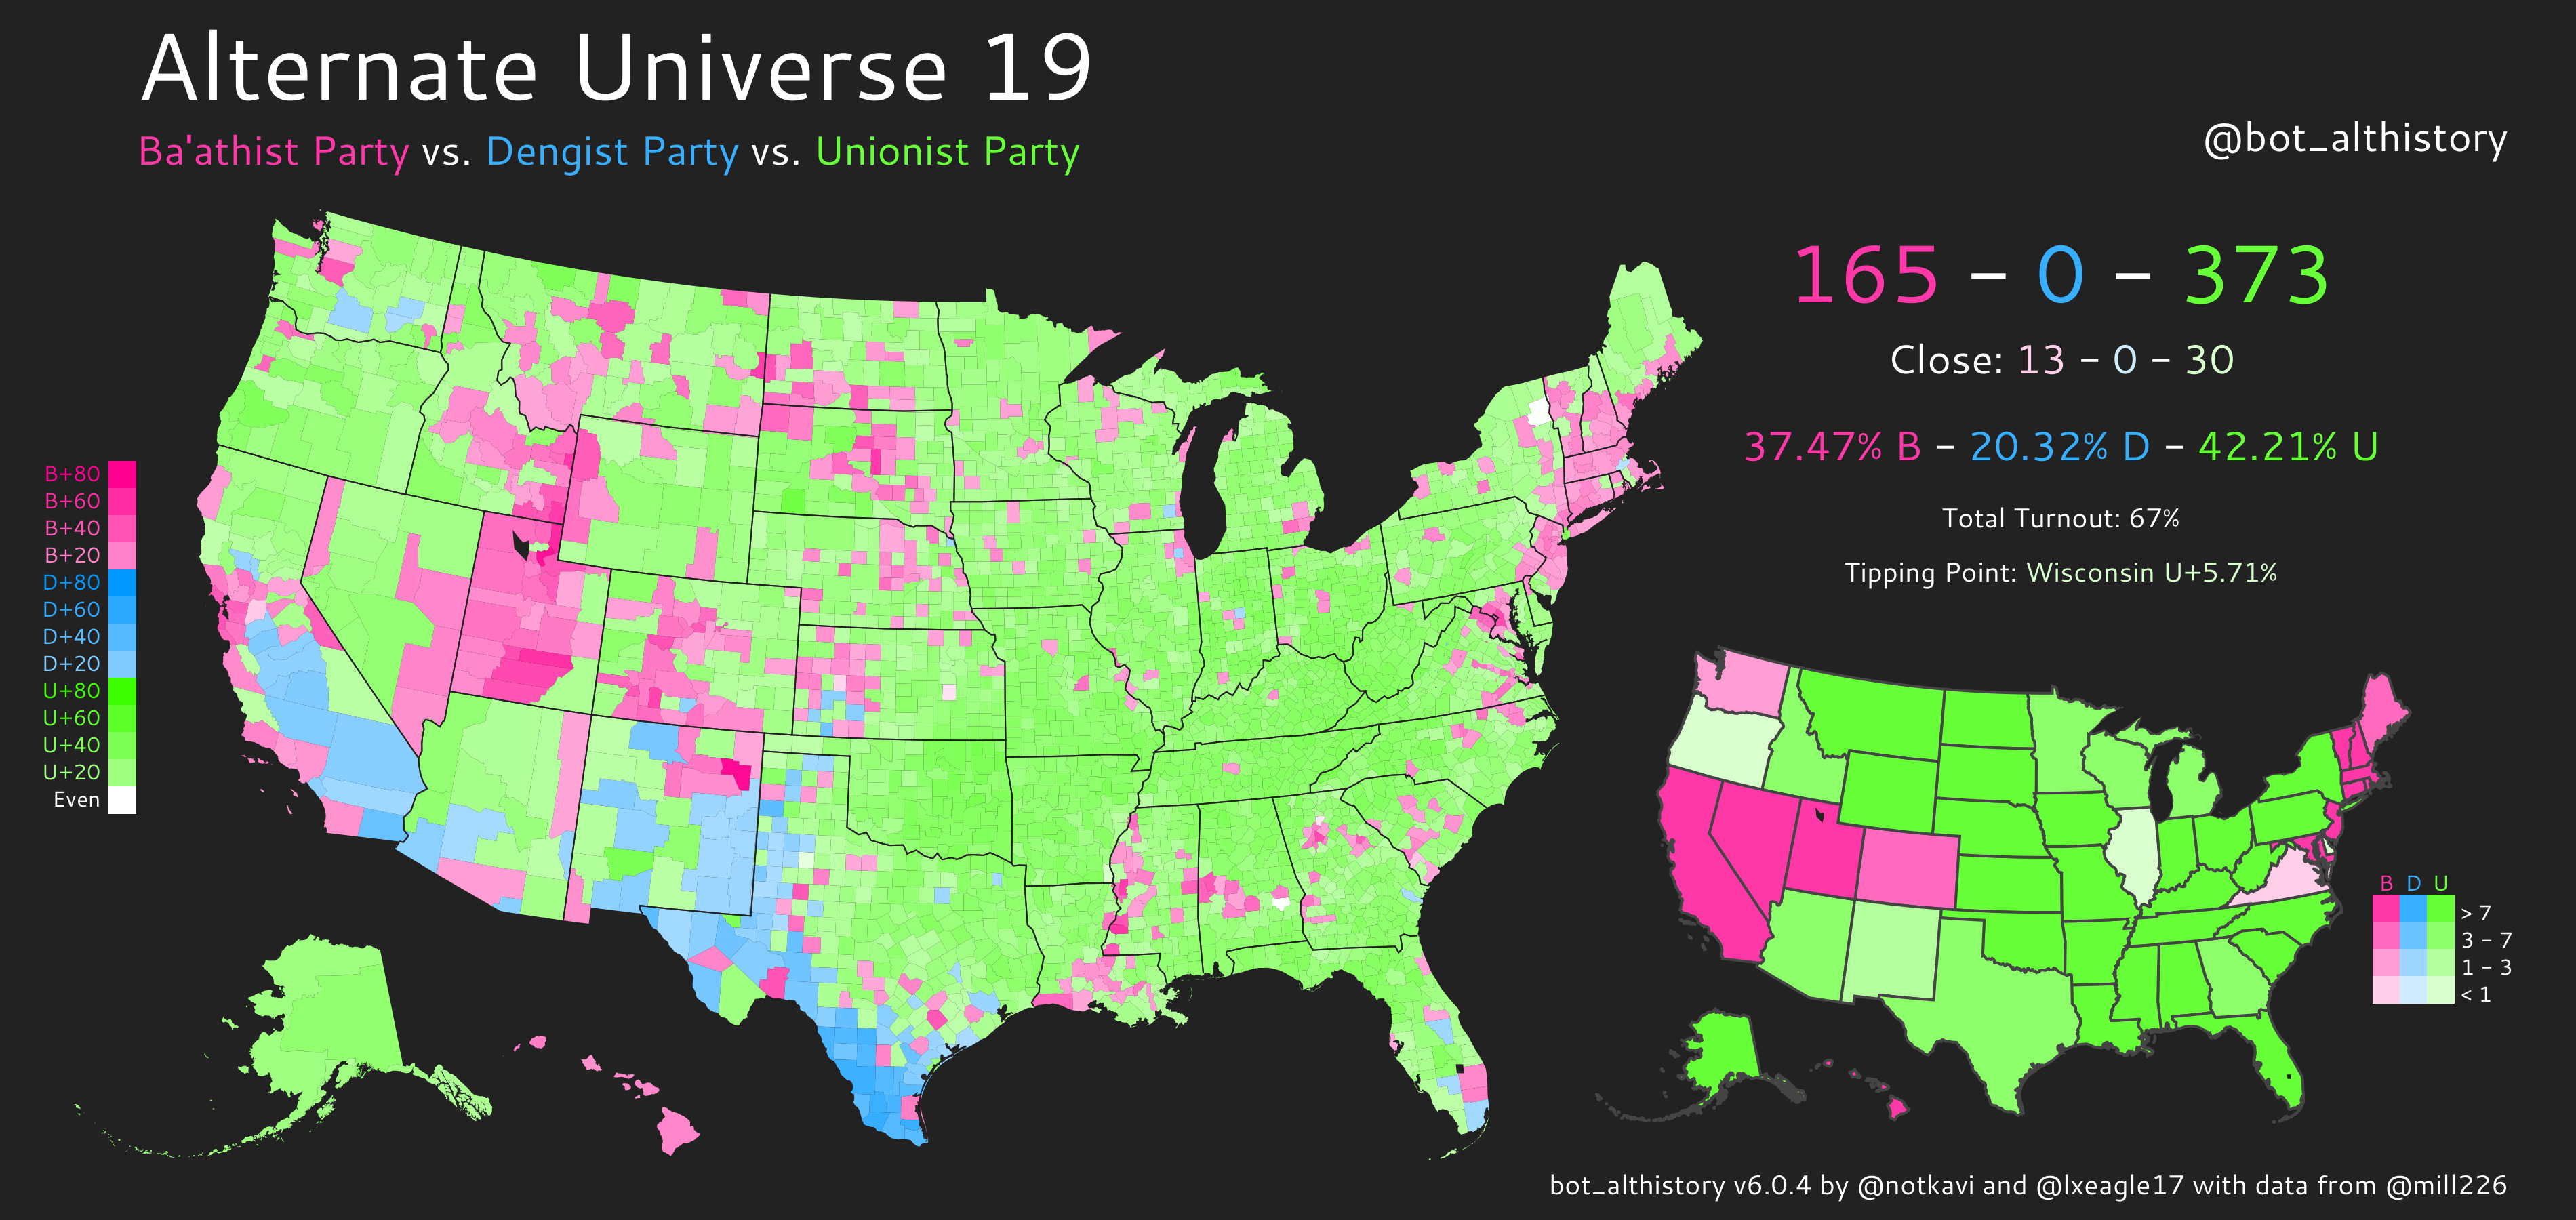 Alternate Universe 19
Ba'athist Party vs. Dengist Party vs. Unionist Party
@bot_althistory
165 – 0 – 373
Close: 13 – 0 – 30
37.47% B – 20.32% D – 42.21% U
Total Turnout: 67%
Tipping Point: Wisconsin U+5.71%
B+80
B+60
B+40
B+20
D+80
D+60
D+40
D+20
U+80
U+60
U+40
U+20
Even
B D U
> 7
3 – 7
1 – 3
< 1
bot_althistory v6.0.4 by @notkavi and @lxeagle17 with data from @mill226